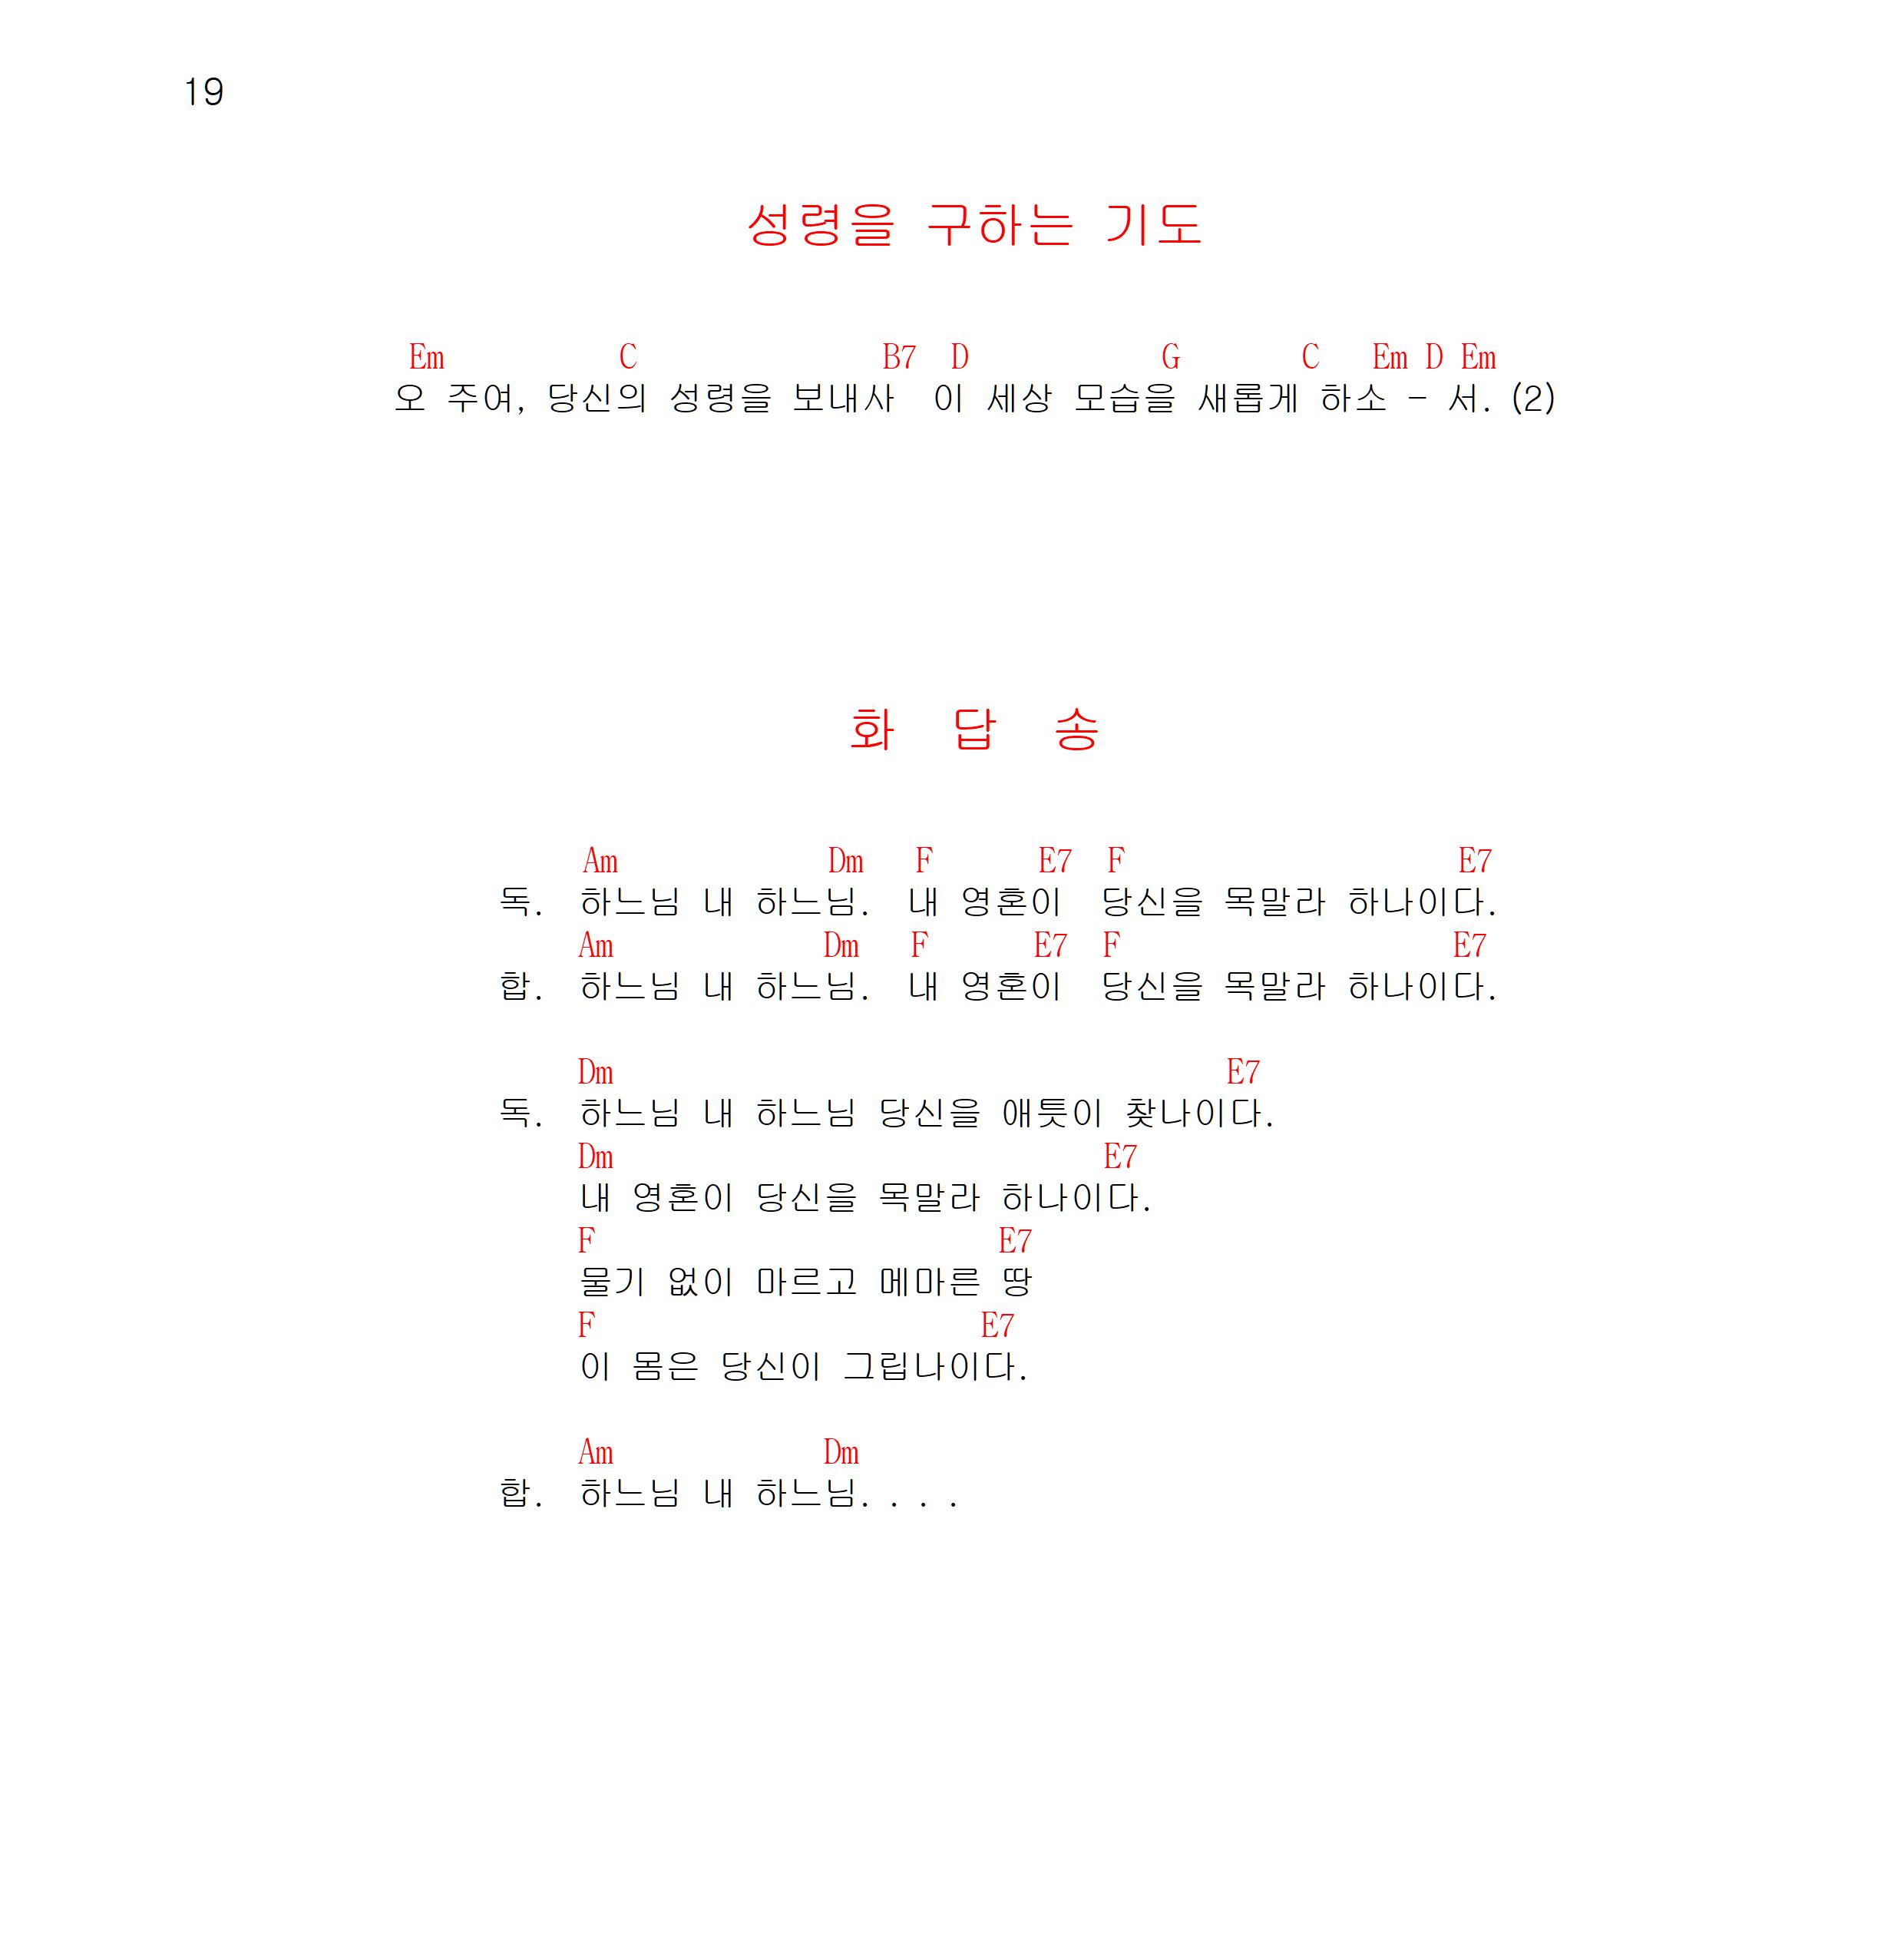 19
성령을 구하는 기도
Em C B7 D G C Em D Em
오 주여, 당신의 성령을 보내사 이 세상 모습을 새롭게 하소 - 서. (2)
화 답 송
Am Dm F E7 F E7
독. 하느님 내 하느님. 내 영혼이 당신을 목말라 하나이다.
Am Dm F E7 F E7
합. 하느님 내 하느님. 내 영혼이 당신을 목말라 하나이다.
Dm E7
독. 하느님 내 하느님 당신을 애틋이 찾나이다.
Dm E7
내 영혼이 당신을 목말라 하나이다.
F E7
물기 없이 마르고 메마른 땅
F E7
이 몸은 당신이 그립나이다.
Am Dm
합. 하느님 내 하느님. . . .